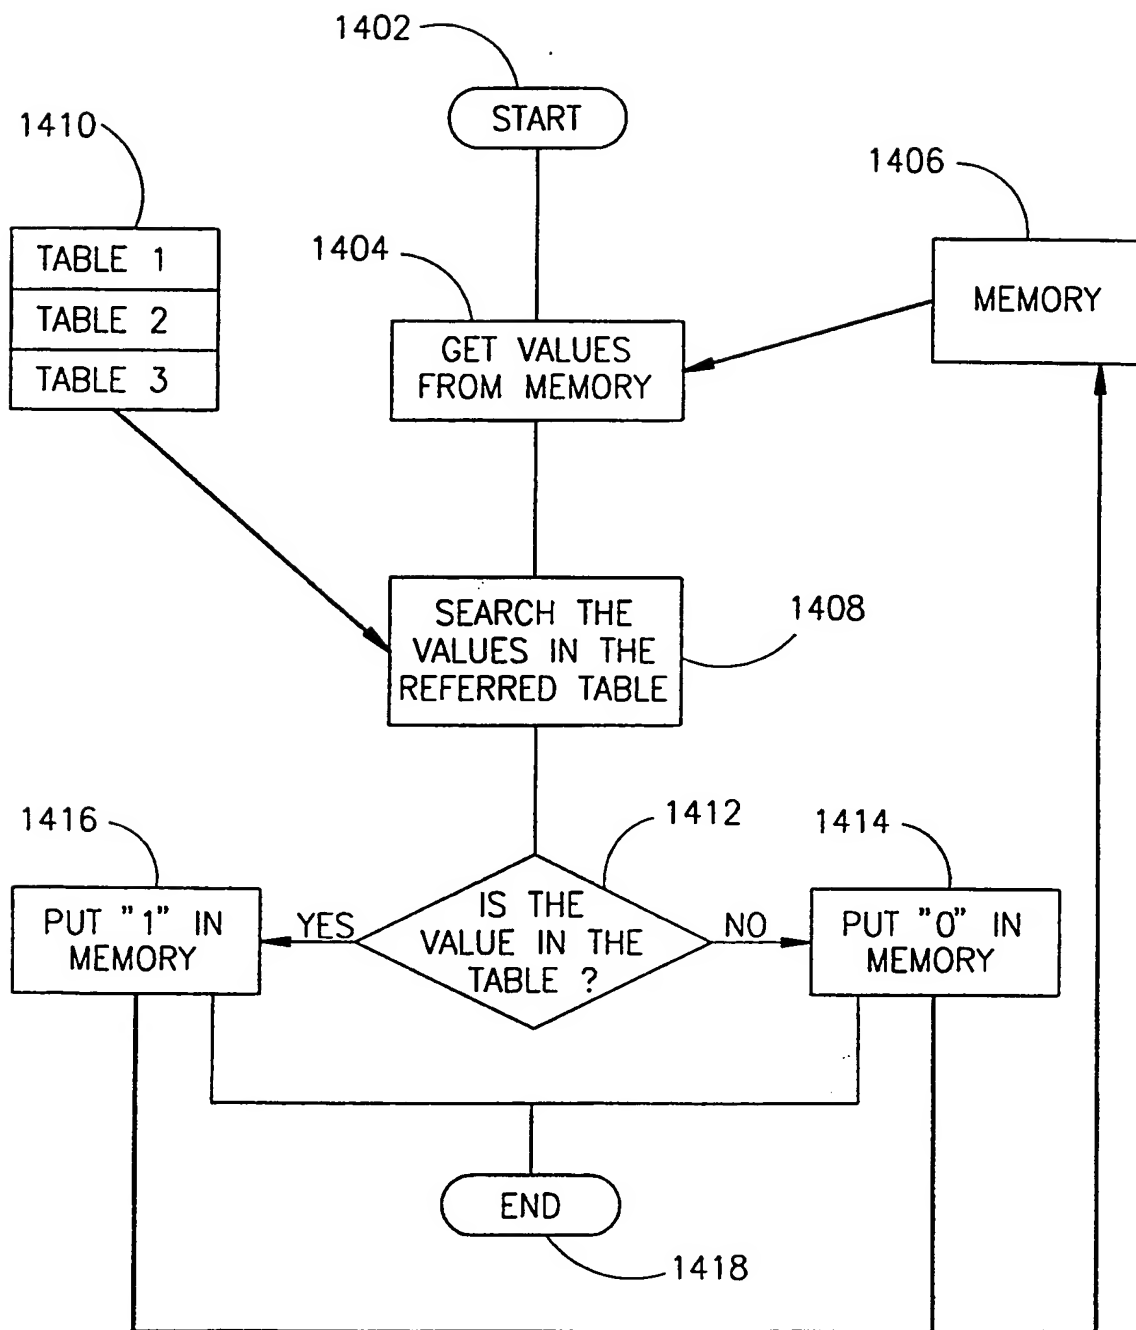 1402
START
1410
1406
TABLE 1
TABLE 2
TABLE 3
1404
MEMORY
GET VALUES
FROM MEMORY
SEARCH THE
VALUES IN THE
REFERRED TABLE
1408
1416
1412
1414
PUT "1" IN
MEMORY
YES
IS THE
VALUE IN THE
TABLE ?
NO
PUT "0" IN
MEMORY
END
1418